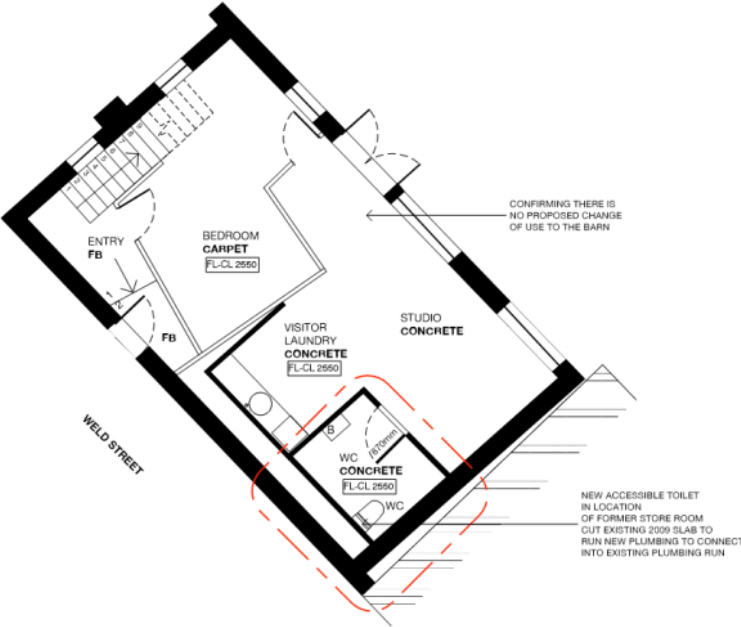 CONFIRMING THERE IS
NO PROPOSED CHANGE
OF USE TO THE BARN
ENTRY
FB
BEDROOM
CARPET
FL-CL 2550
1
2
FB
VISITOR
LAUNDRY
CONCRETE
FL-CL 2550
STUDIO
CONCRETE
WELD STREET
B
870mm
WC
CONCRETE
FL-CL 2550
WC
NEW ACCESSIBLE TOILET
IN LOCATION
OF FORMER STORE ROOM
CUT EXISTING 2009 SLAB TO
RUN NEW PLUMBING TO CONNECT
INTO EXISTING PLUMBING RUN